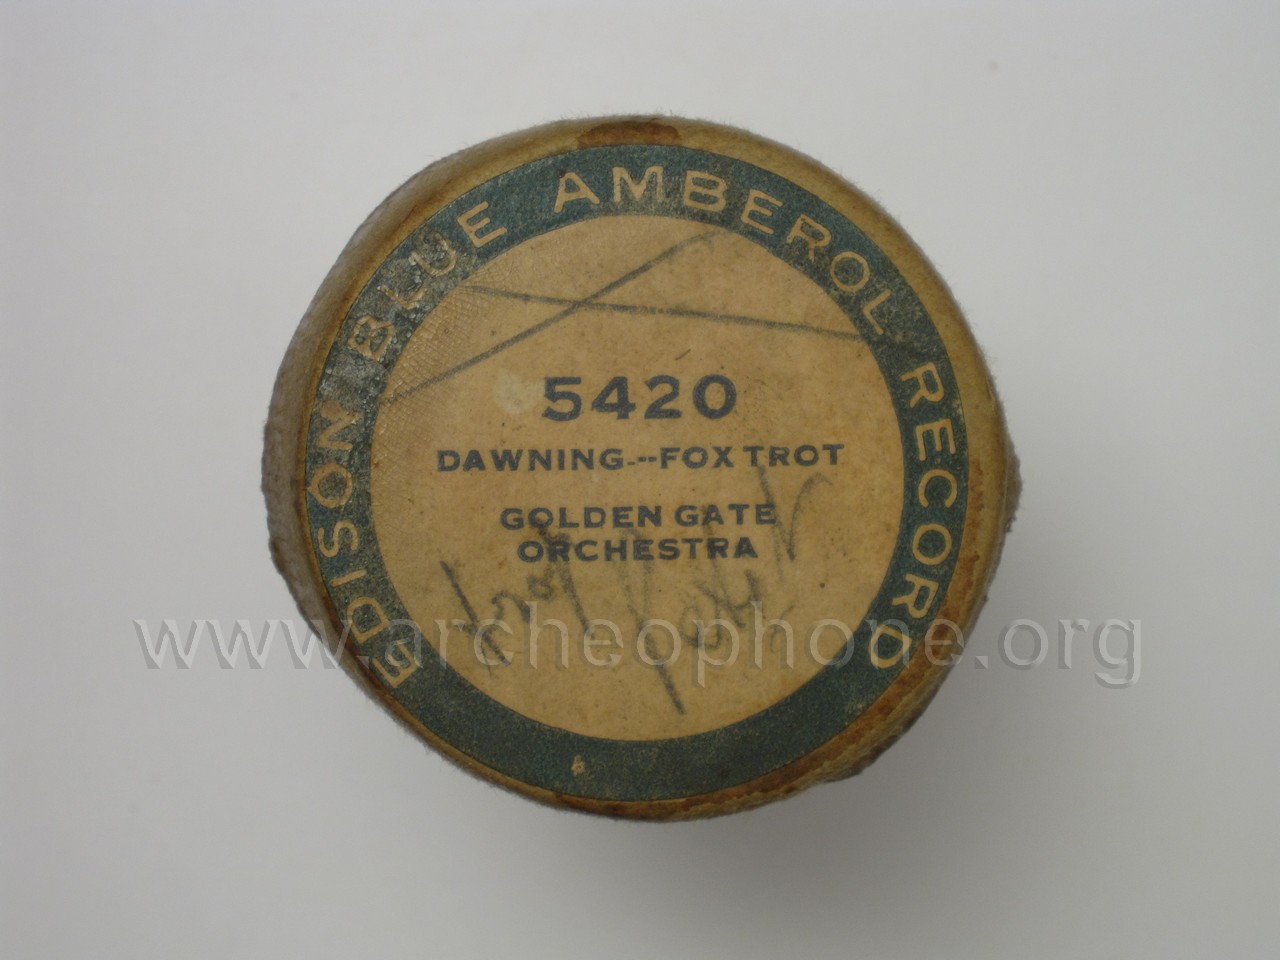 EDISON BLUE AMBEROL RECORD
5420
DAWNING---FOX TROT
GOLDEN GATE
ORCHESTRA
www.archeophone.org